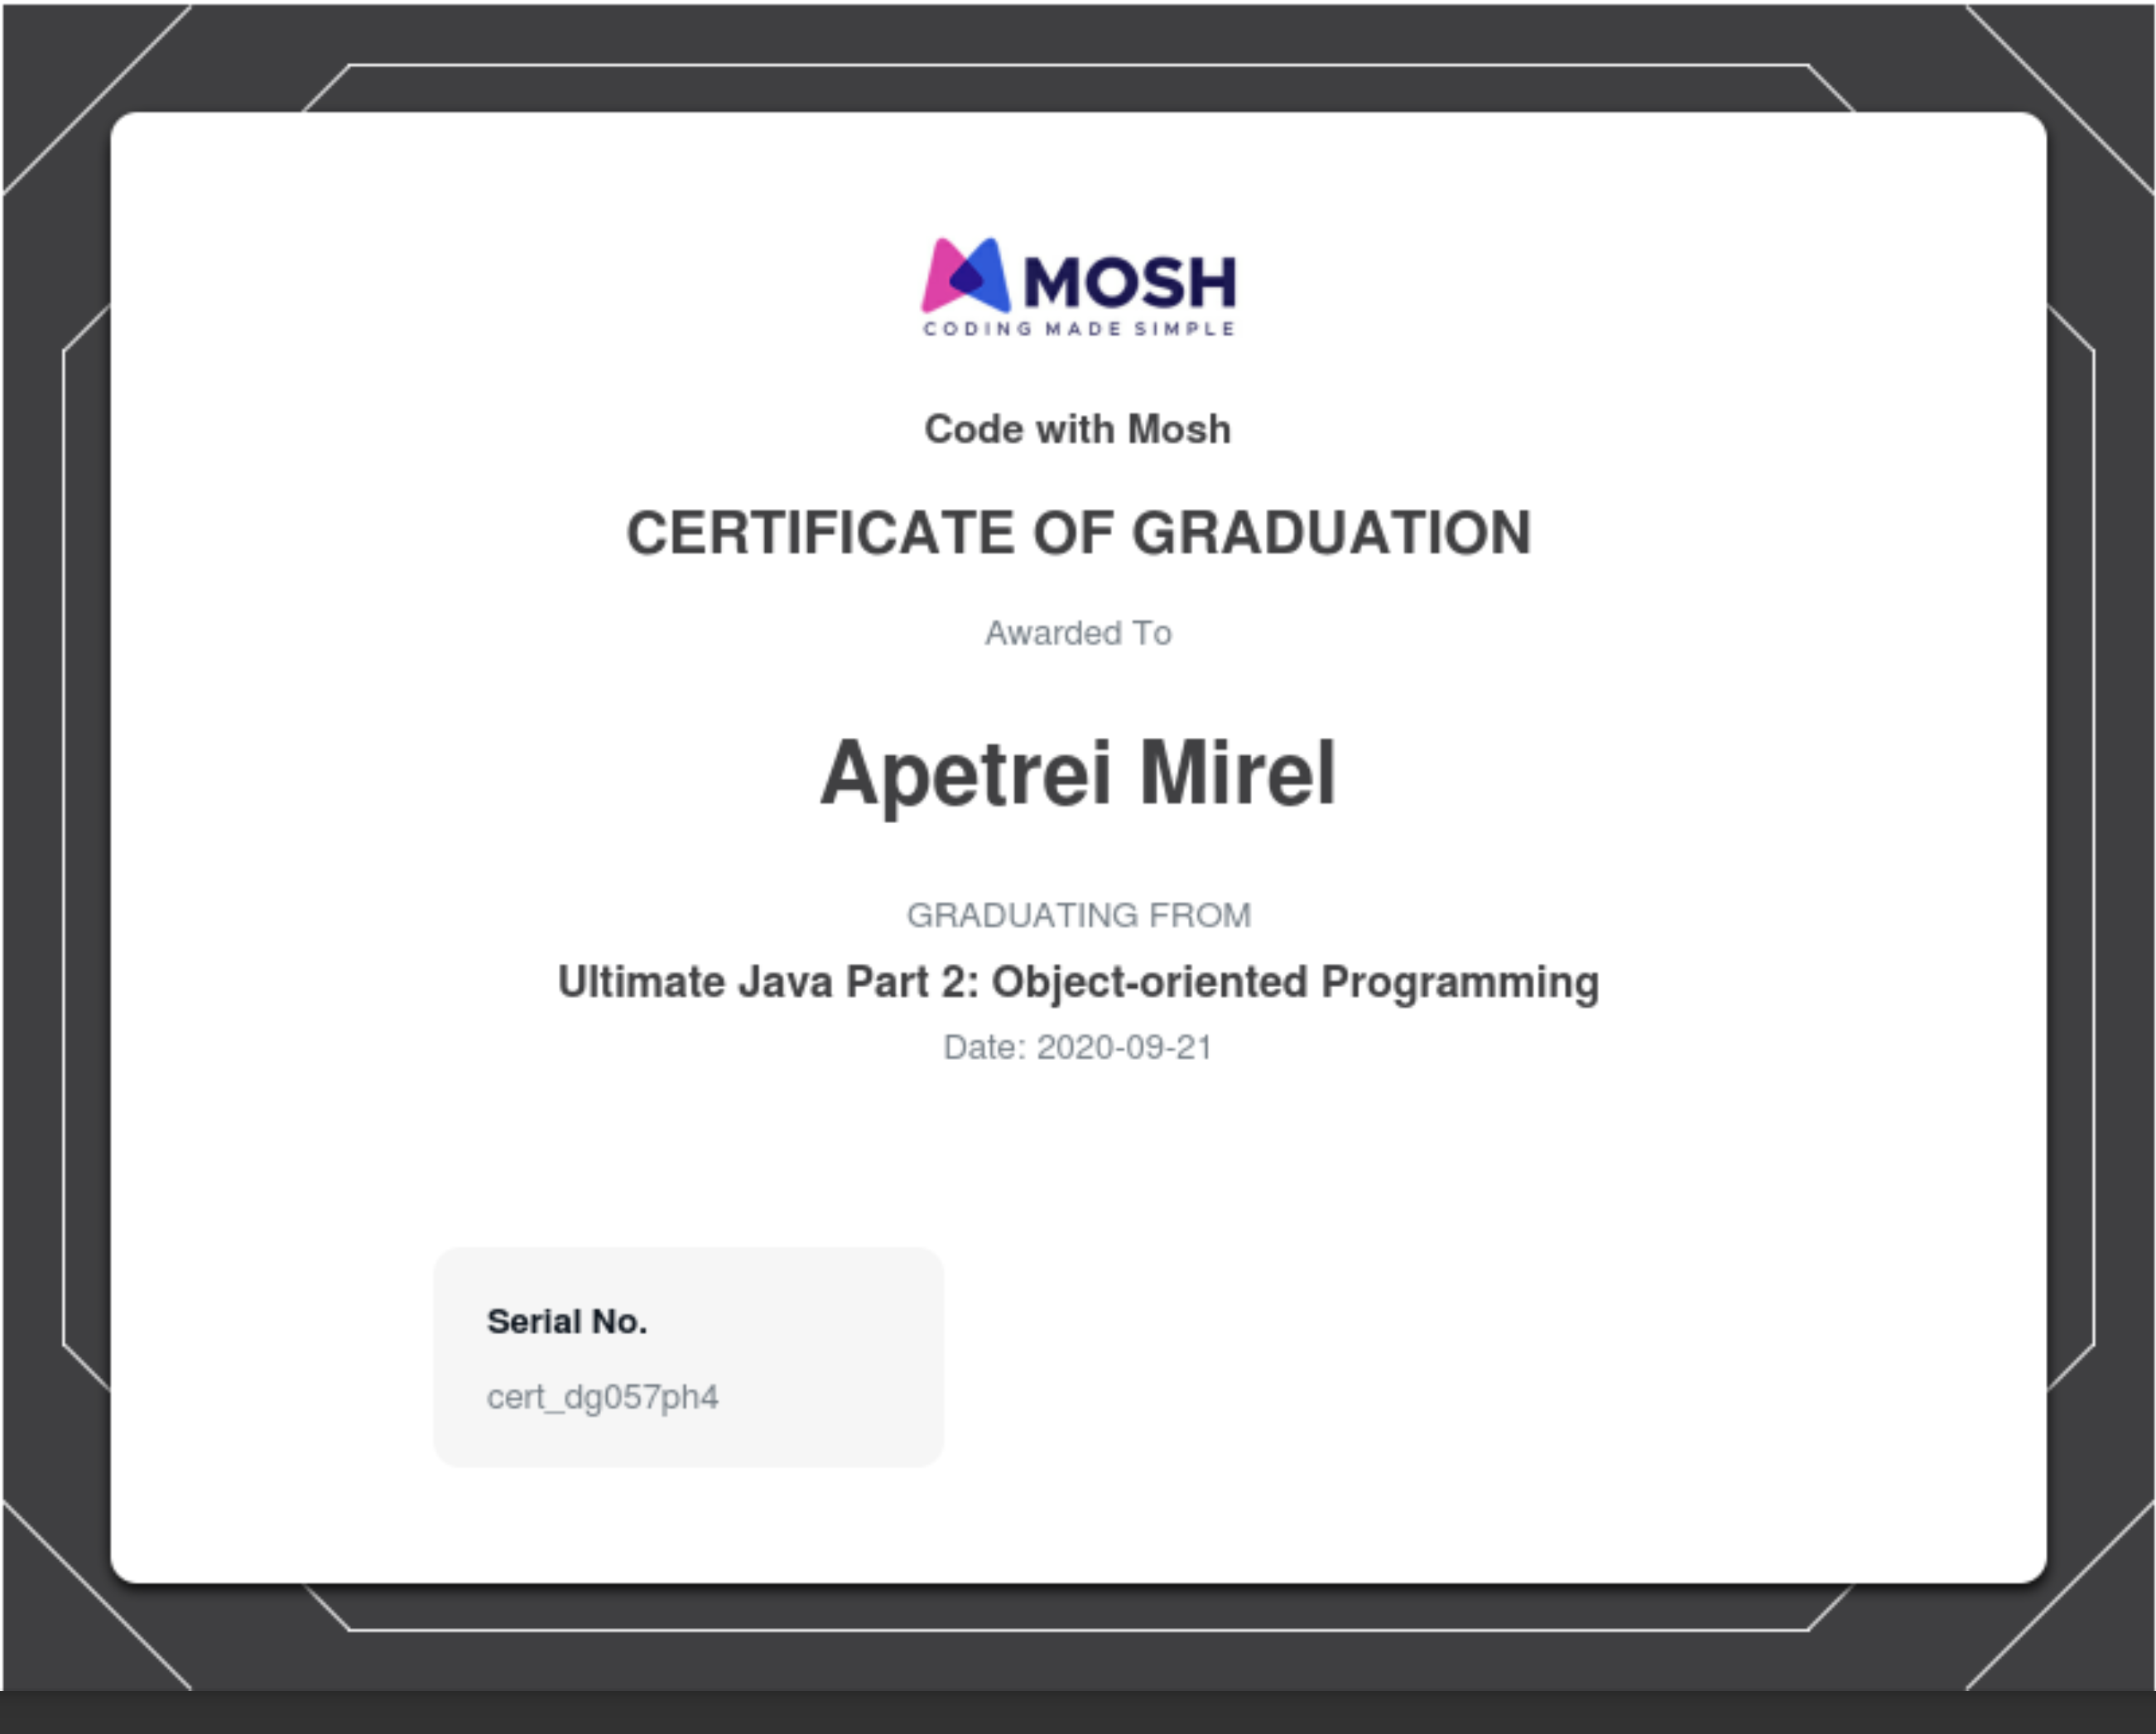 MOSH
CODING MADE SIMPLE
Code with Mosh
CERTIFICATE OF GRADUATION
Awarded To
Apetrei Mirel
GRADUATING FROM
Ultimate Java Part 2: Object-oriented Programming
Date: 2020-09-21
Serial No.
cert_dg057ph4